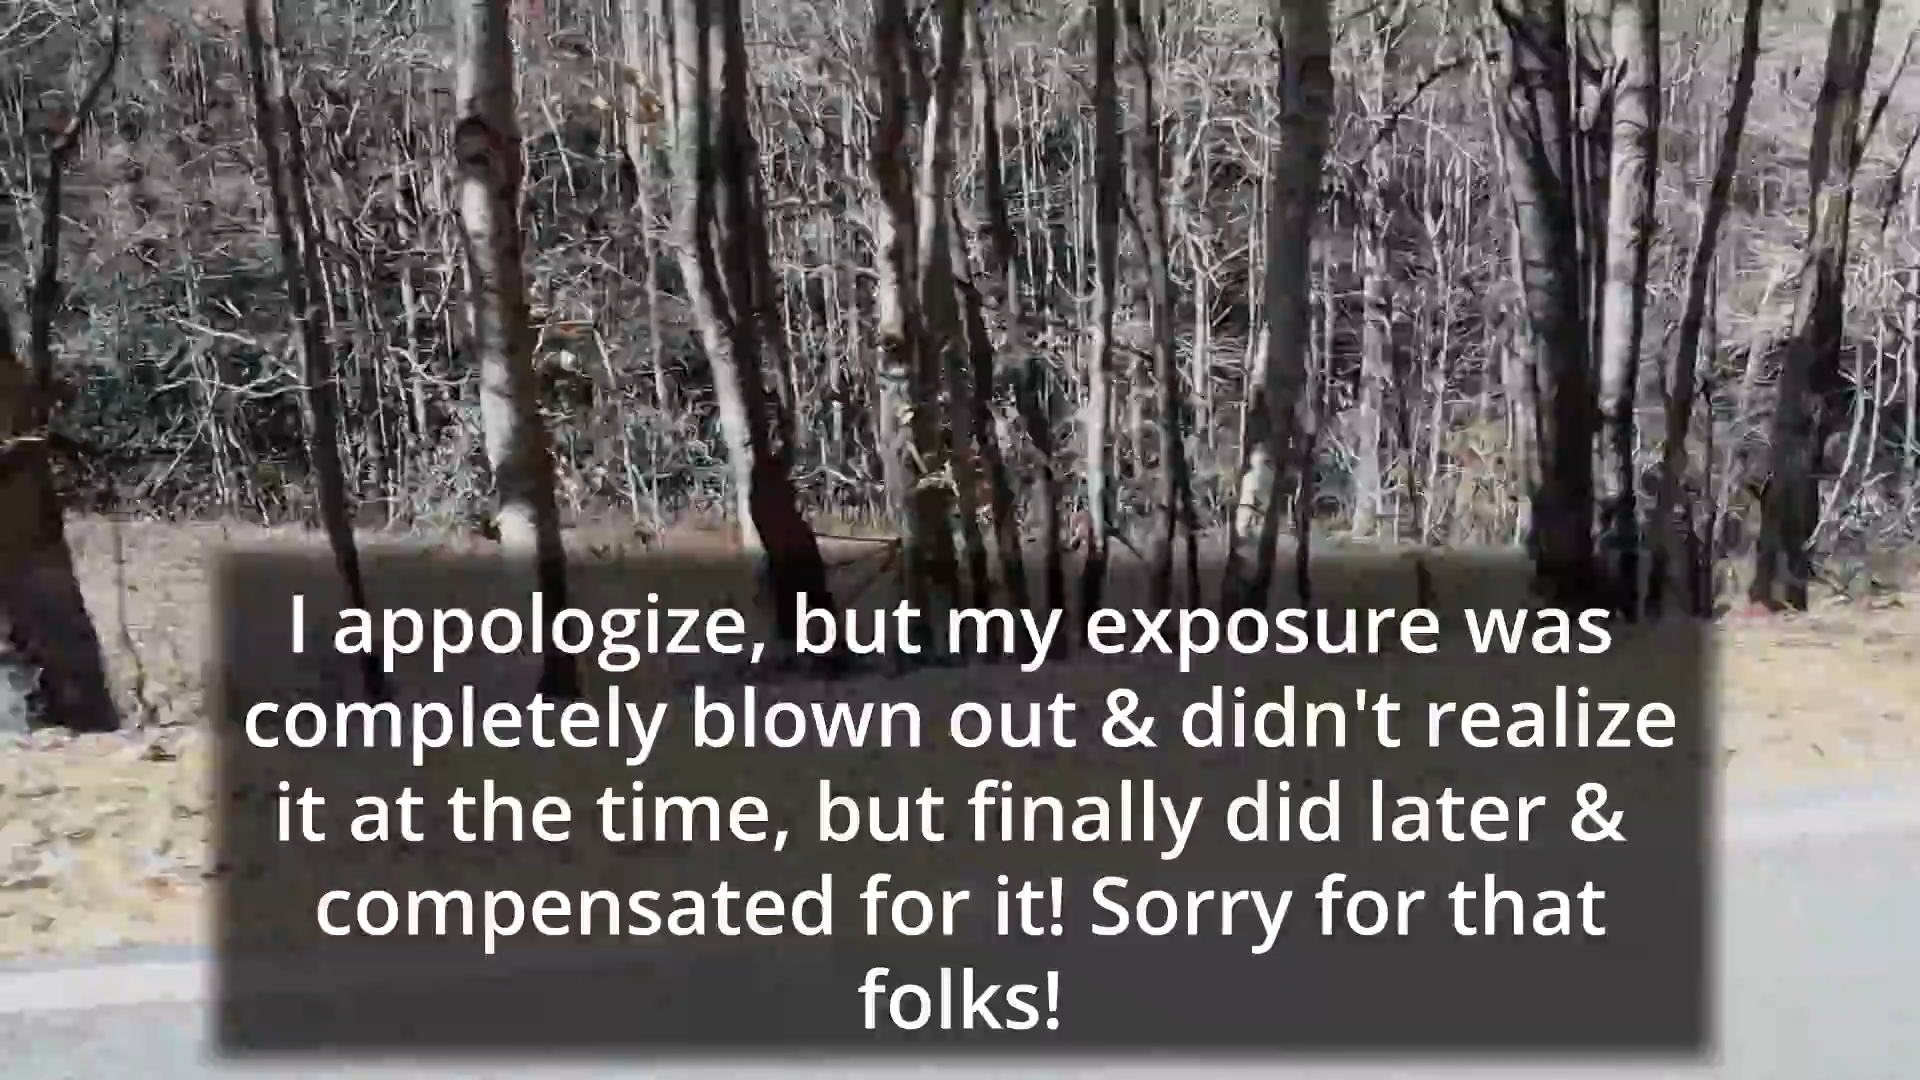 I appologize, but my exposure was
completely blown out & didn't realize
it at the time, but finally did later &
compensated for it! Sorry for that
folks!